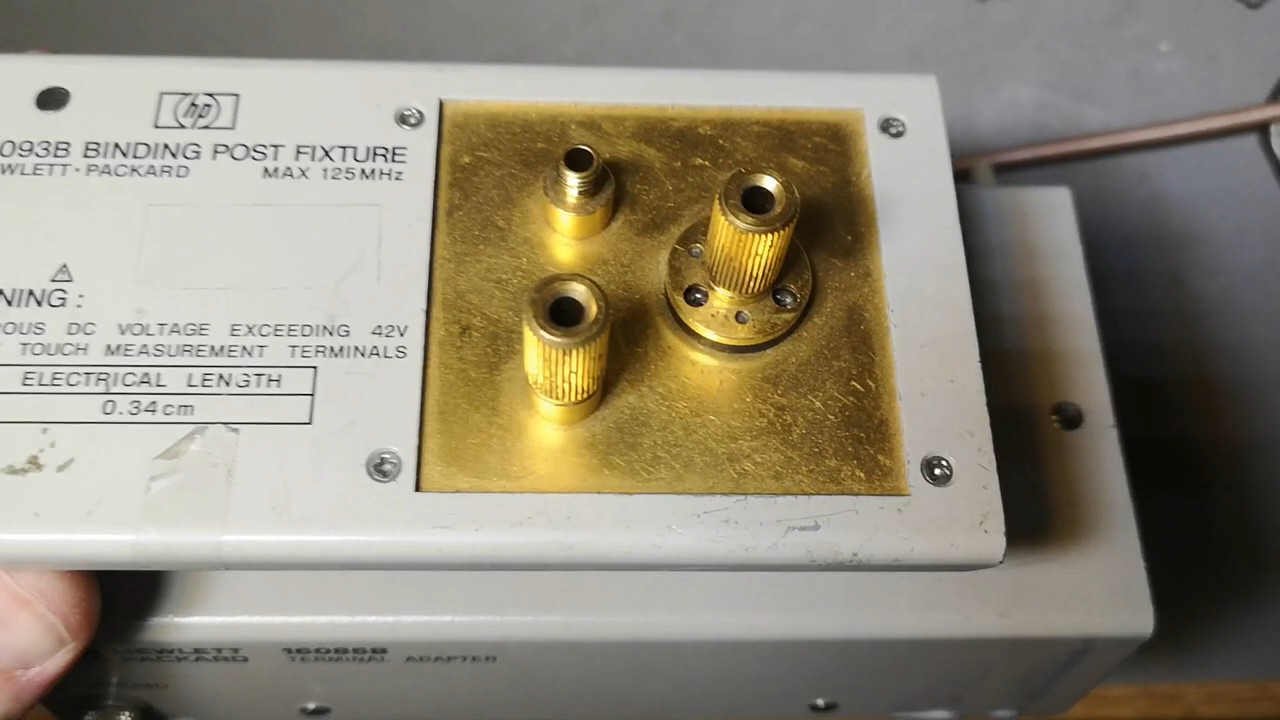 hp
093B BINDING POST FIXTURE
WLETT·PACKARD MAX 125MHz
NING :
OUS DC VOLTAGE EXCEEDING 42V
TOUCH MEASUREMENT TERMINALS
ELECTRICAL LENGTH
0.34cm
HEWLETT 16085B
PACKARD TERMINAL ADAPTER